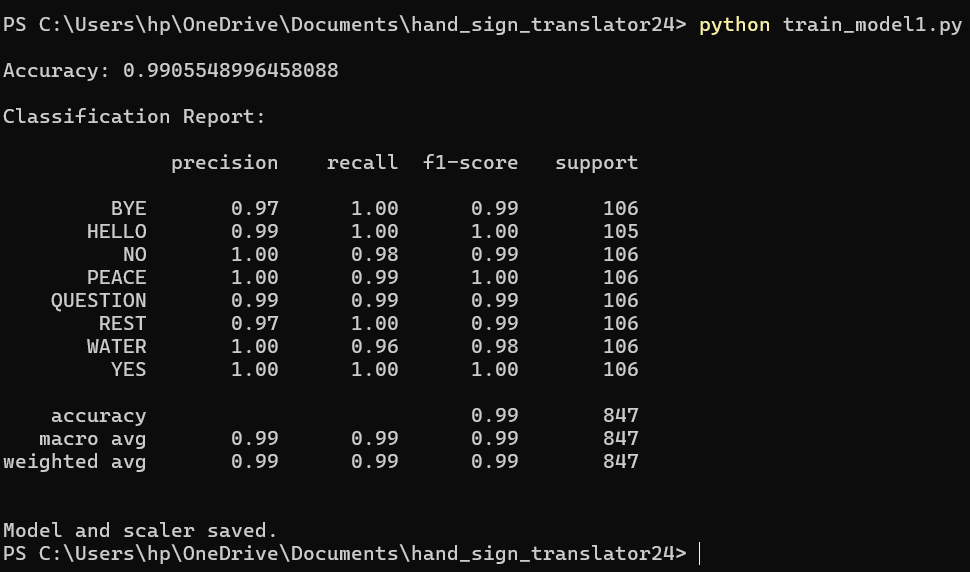 PS C:\Users\hp\OneDrive\Documents\hand_sign_translator24> python train_model1.py
Accuracy: 0.9905548996458088
Classification Report:
precision recall f1-score support
BYE 0.97 1.00 0.99 106
HELLO 0.99 1.00 1.00 105
NO 1.00 0.98 0.99 106
PEACE 1.00 0.99 1.00 106
QUESTION 0.99 0.99 0.99 106
REST 0.97 1.00 0.99 106
WATER 1.00 0.96 0.98 106
YES 1.00 1.00 1.00 106
accuracy 0.99 847
macro avg 0.99 0.99 0.99 847
weighted avg 0.99 0.99 0.99 847
Model and scaler saved.
PS C:\Users\hp\OneDrive\Documents\hand_sign_translator24>